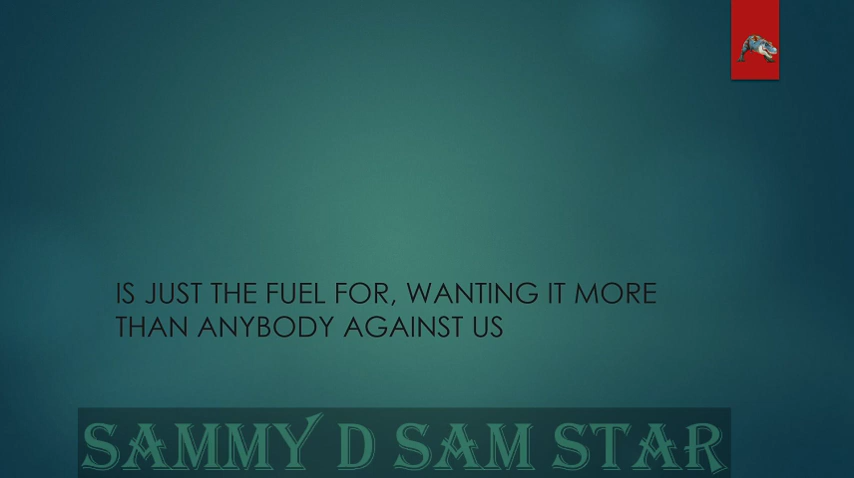 IS JUST THE FUEL FOR, WANTING IT MORE
THAN ANYBODY AGAINST US
SAMMY D SAM STAR